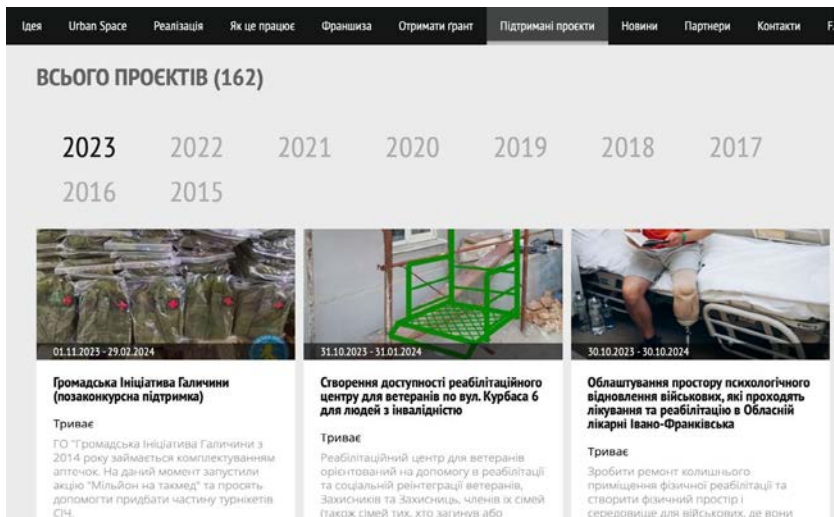 Ідея Urban Space Реалізація Як це працює Франшиза Отримати ґрант Підтримані проєкти Новини Партнери Контакти F
ВСЬОГО ПРОЄКТІВ (162)
2023 2022 2021 2020 2019 2018 2017
2016 2015
01.11.2023 - 29.02.2024
Громадська Ініціатива Галичини
(позаконкурсна підтримка)
Триває
ГО "Громадська Ініціатива Галичини з
2014 року займається комплектуванням
аптечок. На даний момент запустили
акцію "Мільйон на такмед" та просять
допомогти придбати частину турнікетів
СІЧ.
31.10.2023 - 31.01.2024
Створення доступності реабілітаційного
центру для ветеранів по вул. Курбаса 6
для людей з інвалідністю
Триває
Реабілітаційний центр для ветеранів
орієнтований на допомогу в реабілітації
та соціальній реінтеграції ветеранів,
Захисників та Захисниць, членів їх сімей
(також сімей тих, хто загинув або
30.10.2023 - 30.10.2024
Облаштування простору психологічного
відновлення військових, які проходять
лікування та реабілітацію в Обласній
лікарні Івано-Франківська
Триває
Зробити ремонт колишнього
приміщення фізичної реабілітації та
створити фізичний простір і
середовище для військових, де вони